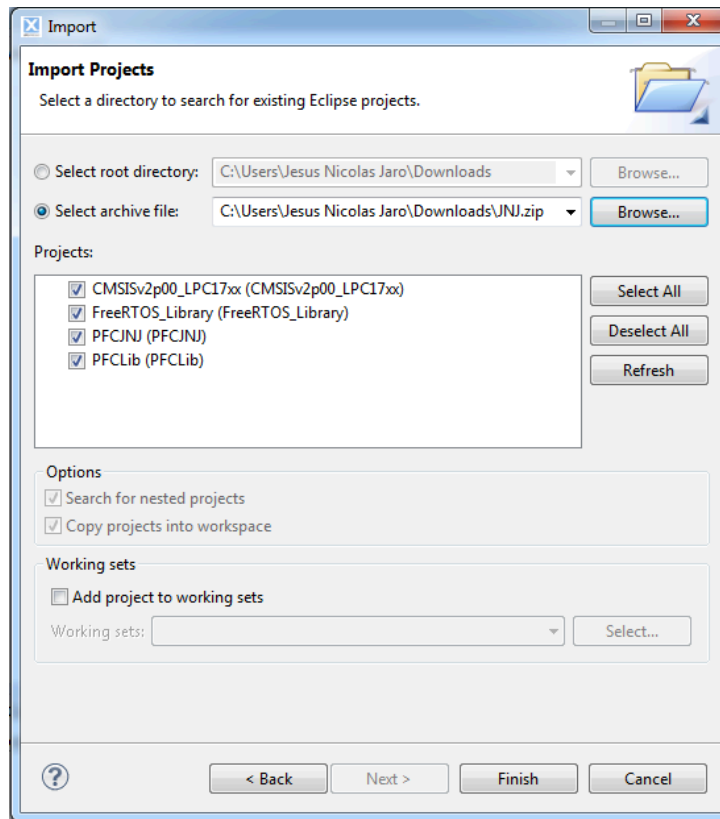 Import
Import Projects
Select a directory to search for existing Eclipse projects.
Select root directory: C:\Users\Jesus Nicolas Jaro\Downloads Browse...
Select archive file: C:\Users\Jesus Nicolas Jaro\Downloads\JNJ.zip Browse...
Projects:
CMSISv2p00_LPC17xx (CMSISv2p00_LPC17xx) Select All
FreeRTOS_Library (FreeRTOS_Library)
PFCJNJ (PFCJNJ) Deselect All
PFCLib (PFCLib) Refresh
Options
Search for nested projects
Copy projects into workspace
Working sets
Add project to working sets
Working sets: Select...
? < Back Next > Finish Cancel